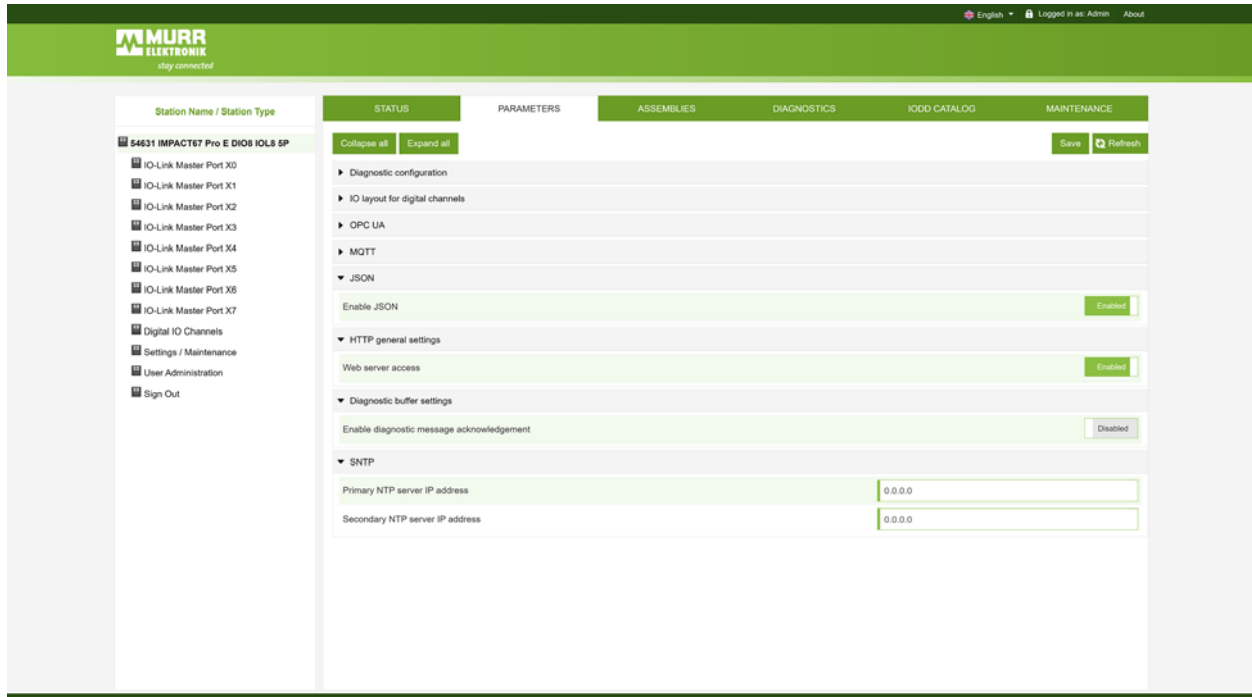 English
Logged in as: Admin
About
MURR
ELEKTRONIK
stay connected
Station Name / Station Type
54631 IMPACT67 Pro E DIO8 IOL8 5P
IO-Link Master Port X0
IO-Link Master Port X1
IO-Link Master Port X2
IO-Link Master Port X3
IO-Link Master Port X4
IO-Link Master Port X5
IO-Link Master Port X6
IO-Link Master Port X7
Digital IO Channels
Settings / Maintenance
User Administration
Sign Out
STATUS
PARAMETERS
ASSEMBLIES
DIAGNOSTICS
IODD CATALOG
MAINTENANCE
Collapse all
Expand all
Save
Refresh
Diagnostic configuration
IO layout for digital channels
OPC UA
MQTT
JSON
Enable JSON
Enabled
HTTP general settings
Web server access
Enabled
Diagnostic buffer settings
Enable diagnostic message acknowledgement
Disabled
SNTP
Primary NTP server IP address
0.0.0.0
Secondary NTP server IP address
0.0.0.0